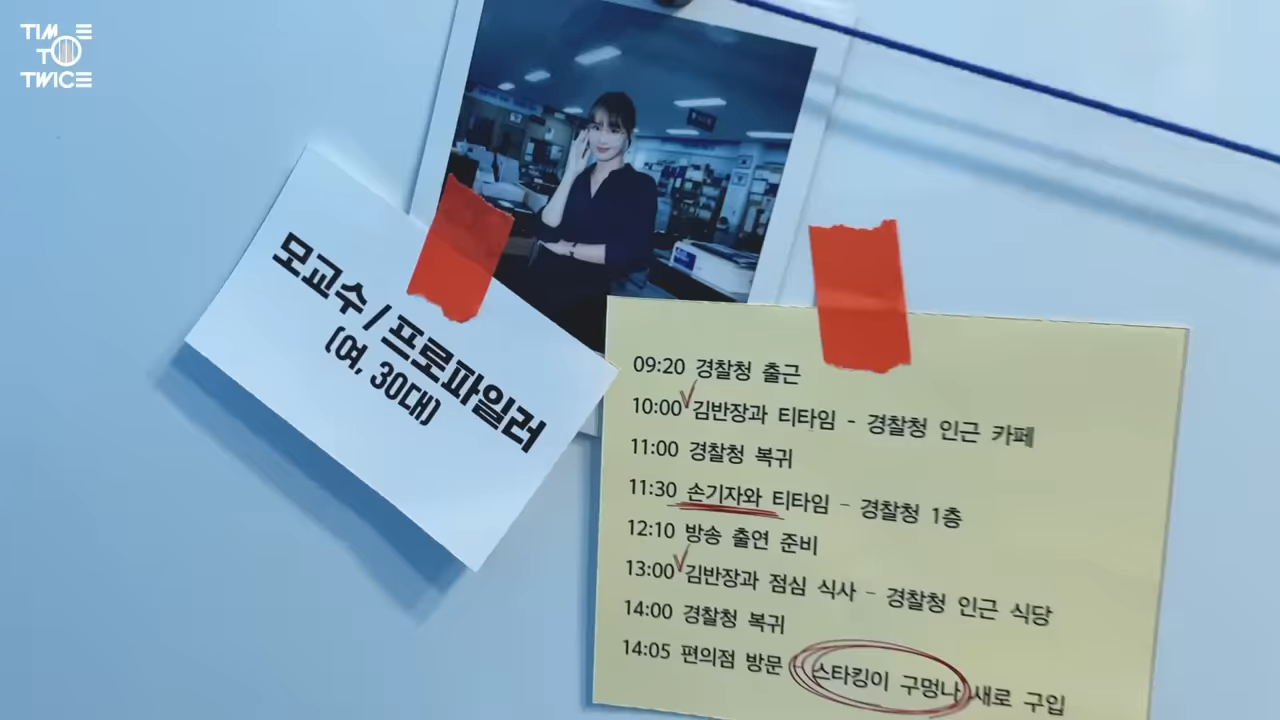 TIME
TO
TWICE
모교수 / 프로파일러
(여, 30대)
09:20 경찰청 출근
10:00 김반장과 티타임 - 경찰청 인근 카페
11:00 경찰청 복귀
11:30 손기자와 티타임 - 경찰청 1층
12:10 방송 출연 준비
13:00 김반장과 점심 식사 - 경찰청 인근 식당
14:00 경찰청 복귀
14:05 편의점 방문 - 스타킹이 구멍나 새로 구입